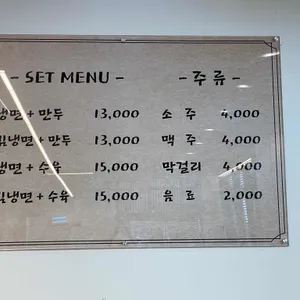 - SET MENU -
냉면 + 만두 13,000
냉면 + 만두 13,000
냉면 + 수육 15,000
냉면 + 수육 15,000
- 주류 -
소 주 4,000
맥 주 4,000
막걸리 4,000
음 료 2,000